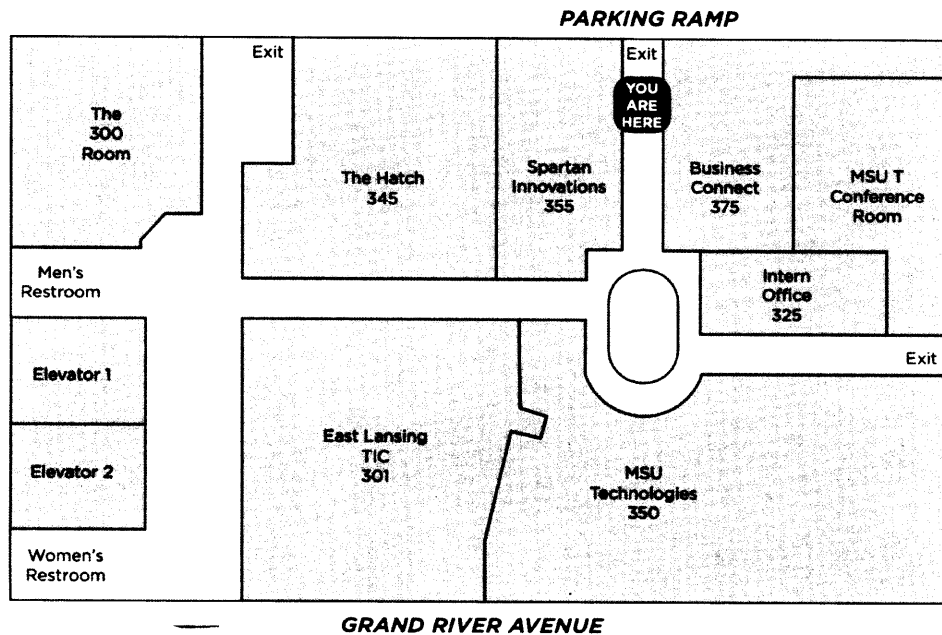 PARKING RAMP
Exit
Exit
YOU
ARE
HERE
The
300
Room
The Hatch
345
Spartan
Innovations
355
Business
Connect
375
MSU T
Conference
Room
Men's
Restroom
Intern
Office
325
Exit
Elevator 1
East Lansing
TIC
301
Elevator 2
MSU
Technologies
350
Women's
Restroom
GRAND RIVER AVENUE